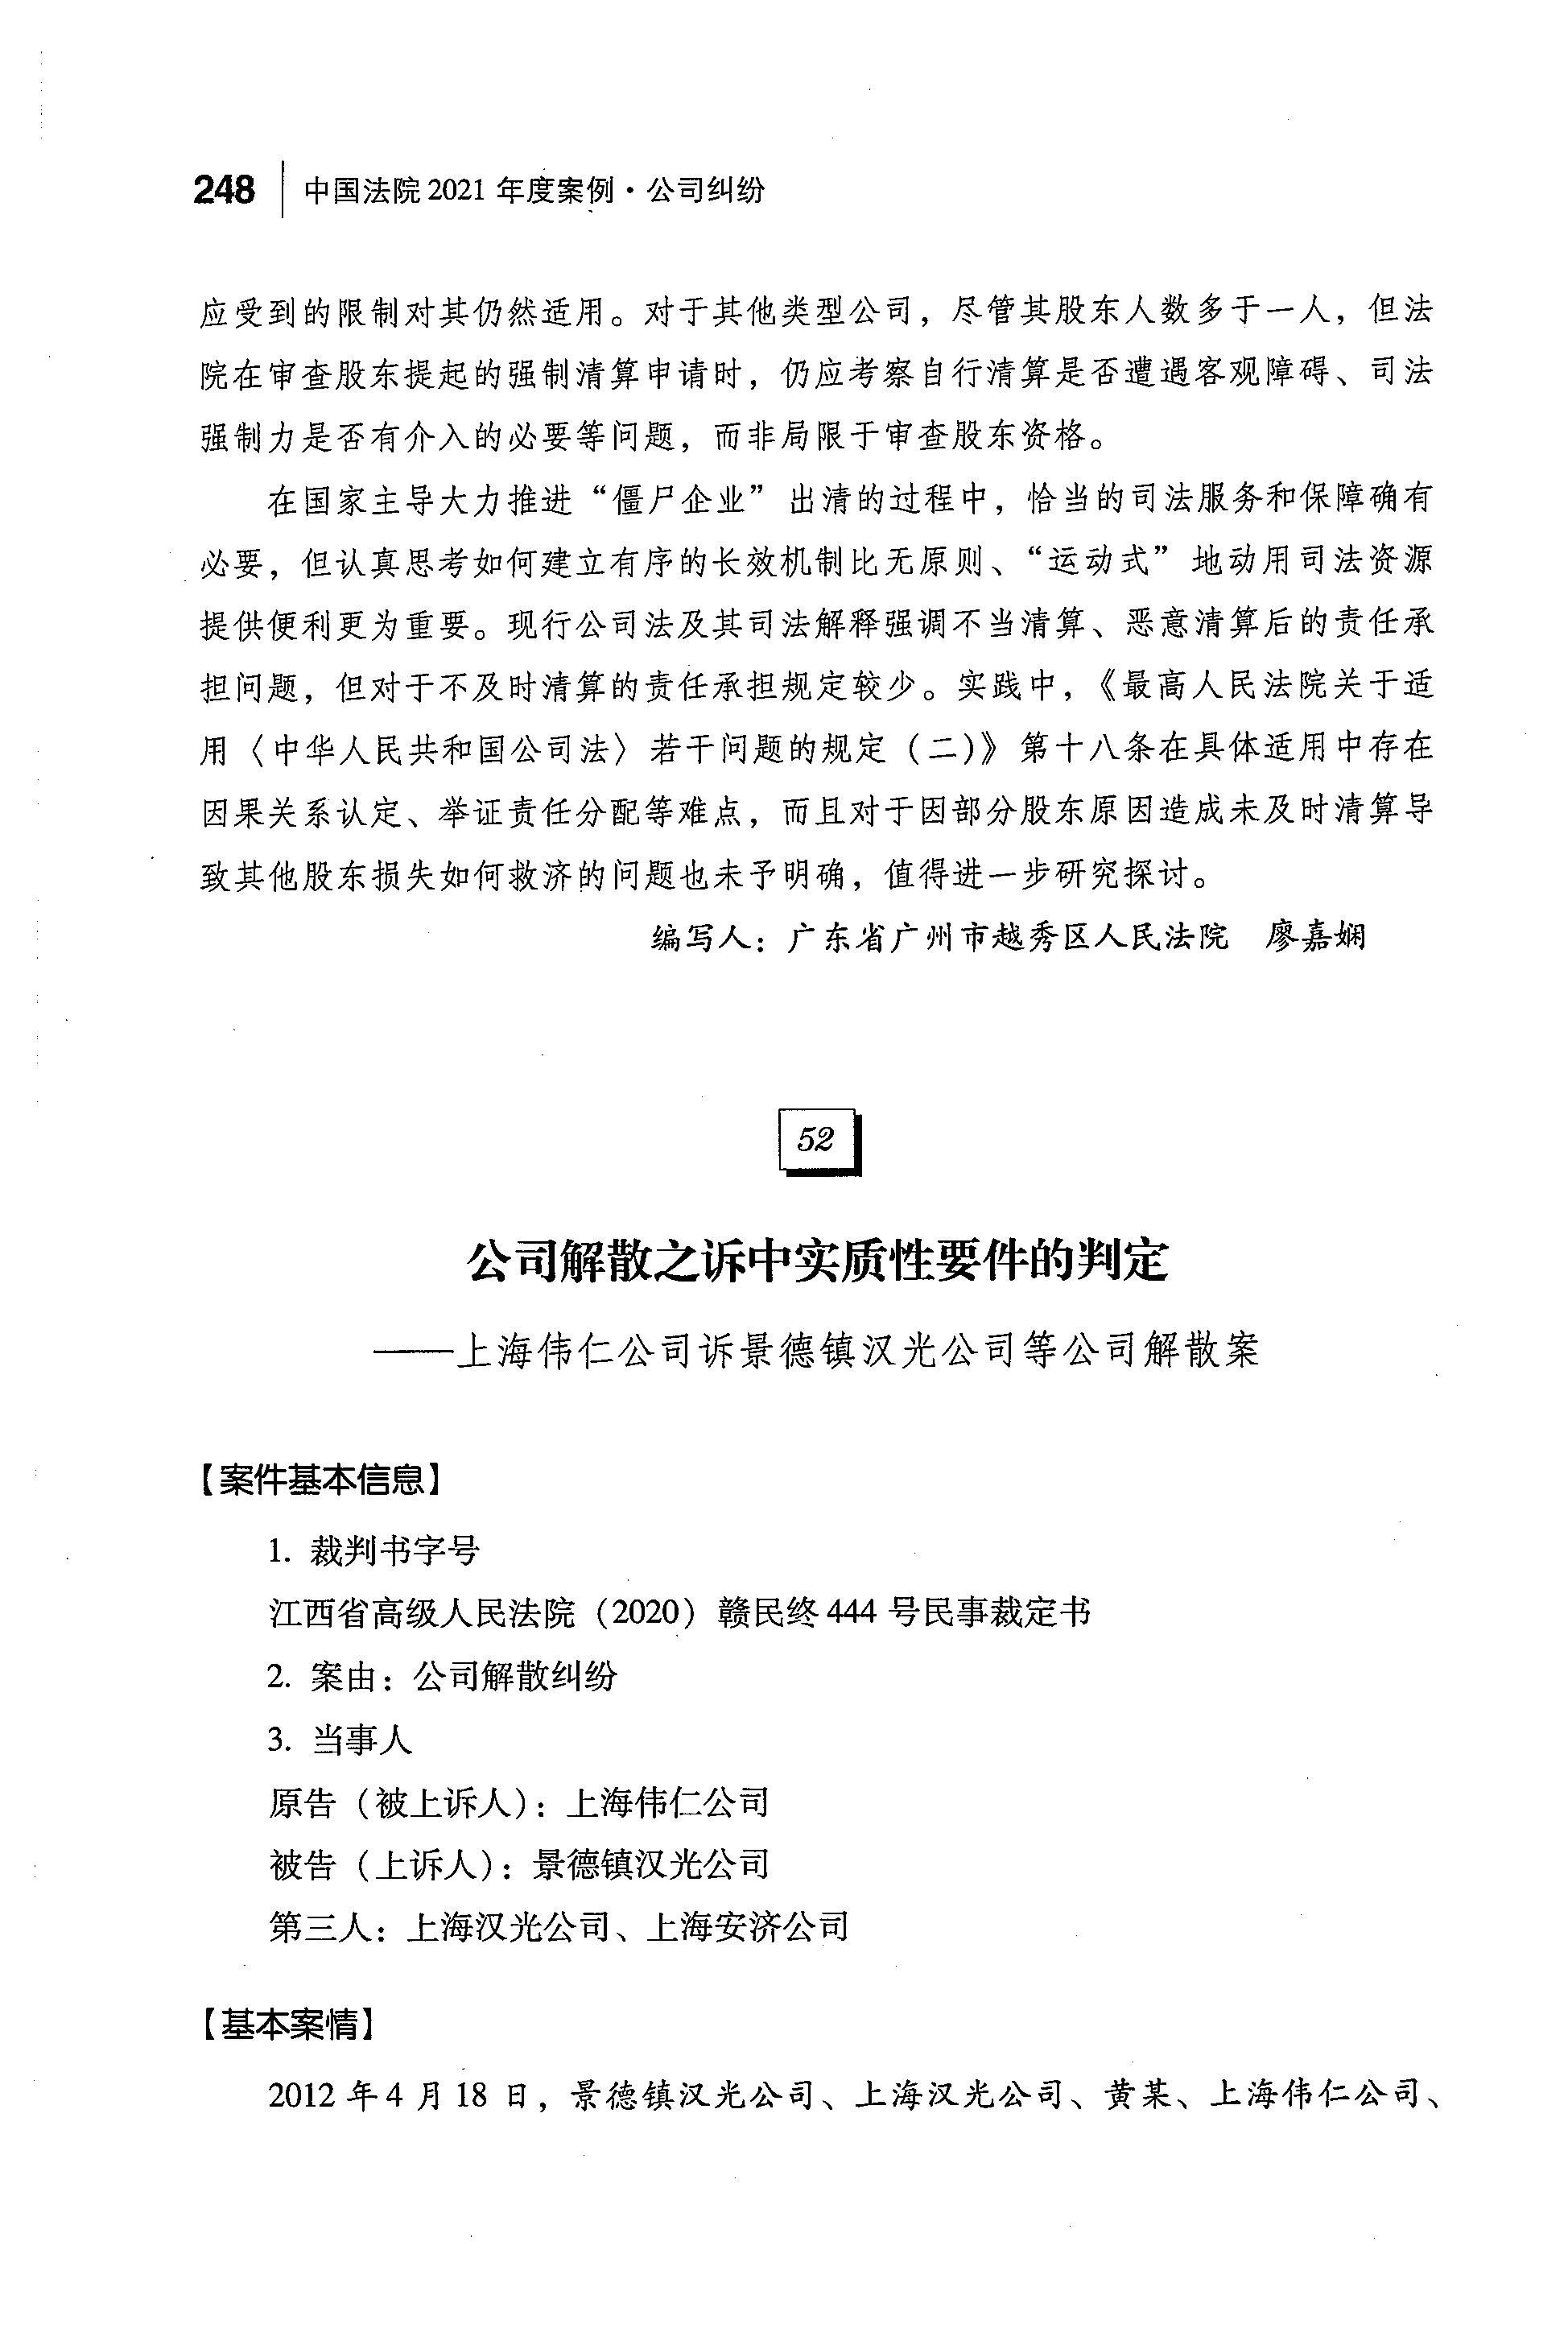 248 中国法院 2021 年度案例·公司纠纷
应受到的限制对其仍然适用。对于其他类型公司，尽管其股东人数多于一人，但法
院在审查股东提起的强制清算申请时，仍应考察自行清算是否遭遇客观障碍、司法
强制力是否有介入的必要等问题，而非局限于审查股东资格。
在国家主导大力推进“僵尸企业”出清的过程中，恰当的司法服务和保障确有
必要，但认真思考如何建立有序的长效机制比无原则、“运动式”地动用司法资源
提供便利更为重要。现行公司法及其司法解释强调不当清算、恶意清算后的责任承
担问题，但对于不及时清算的责任承担规定较少。实践中，《最高人民法院关于适
用〈中华人民共和国公司法〉若干问题的规定（二）》第十八条在具体适用中存在
因果关系认定、举证责任分配等难点，而且对于因部分股东原因造成未及时清算导
致其他股东损失如何救济的问题也未予明确，值得进一步研究探讨。
编写人：广东省广州市越秀区人民法院 廖嘉娴
52
公司解散之诉中实质性要件的判定
——上海伟仁公司诉景德镇汉光公司等公司解散案
【案件基本信息】
1. 裁判书字号
江西省高级人民法院（2020）赣民终 444 号民事裁定书
2. 案由：公司解散纠纷
3. 当事人
原告（被上诉人）：上海伟仁公司
被告（上诉人）：景德镇汉光公司
第三人：上海汉光公司、上海安济公司
【基本案情】
2012 年 4 月 18 日，景德镇汉光公司、上海汉光公司、黄某、上海伟仁公司、